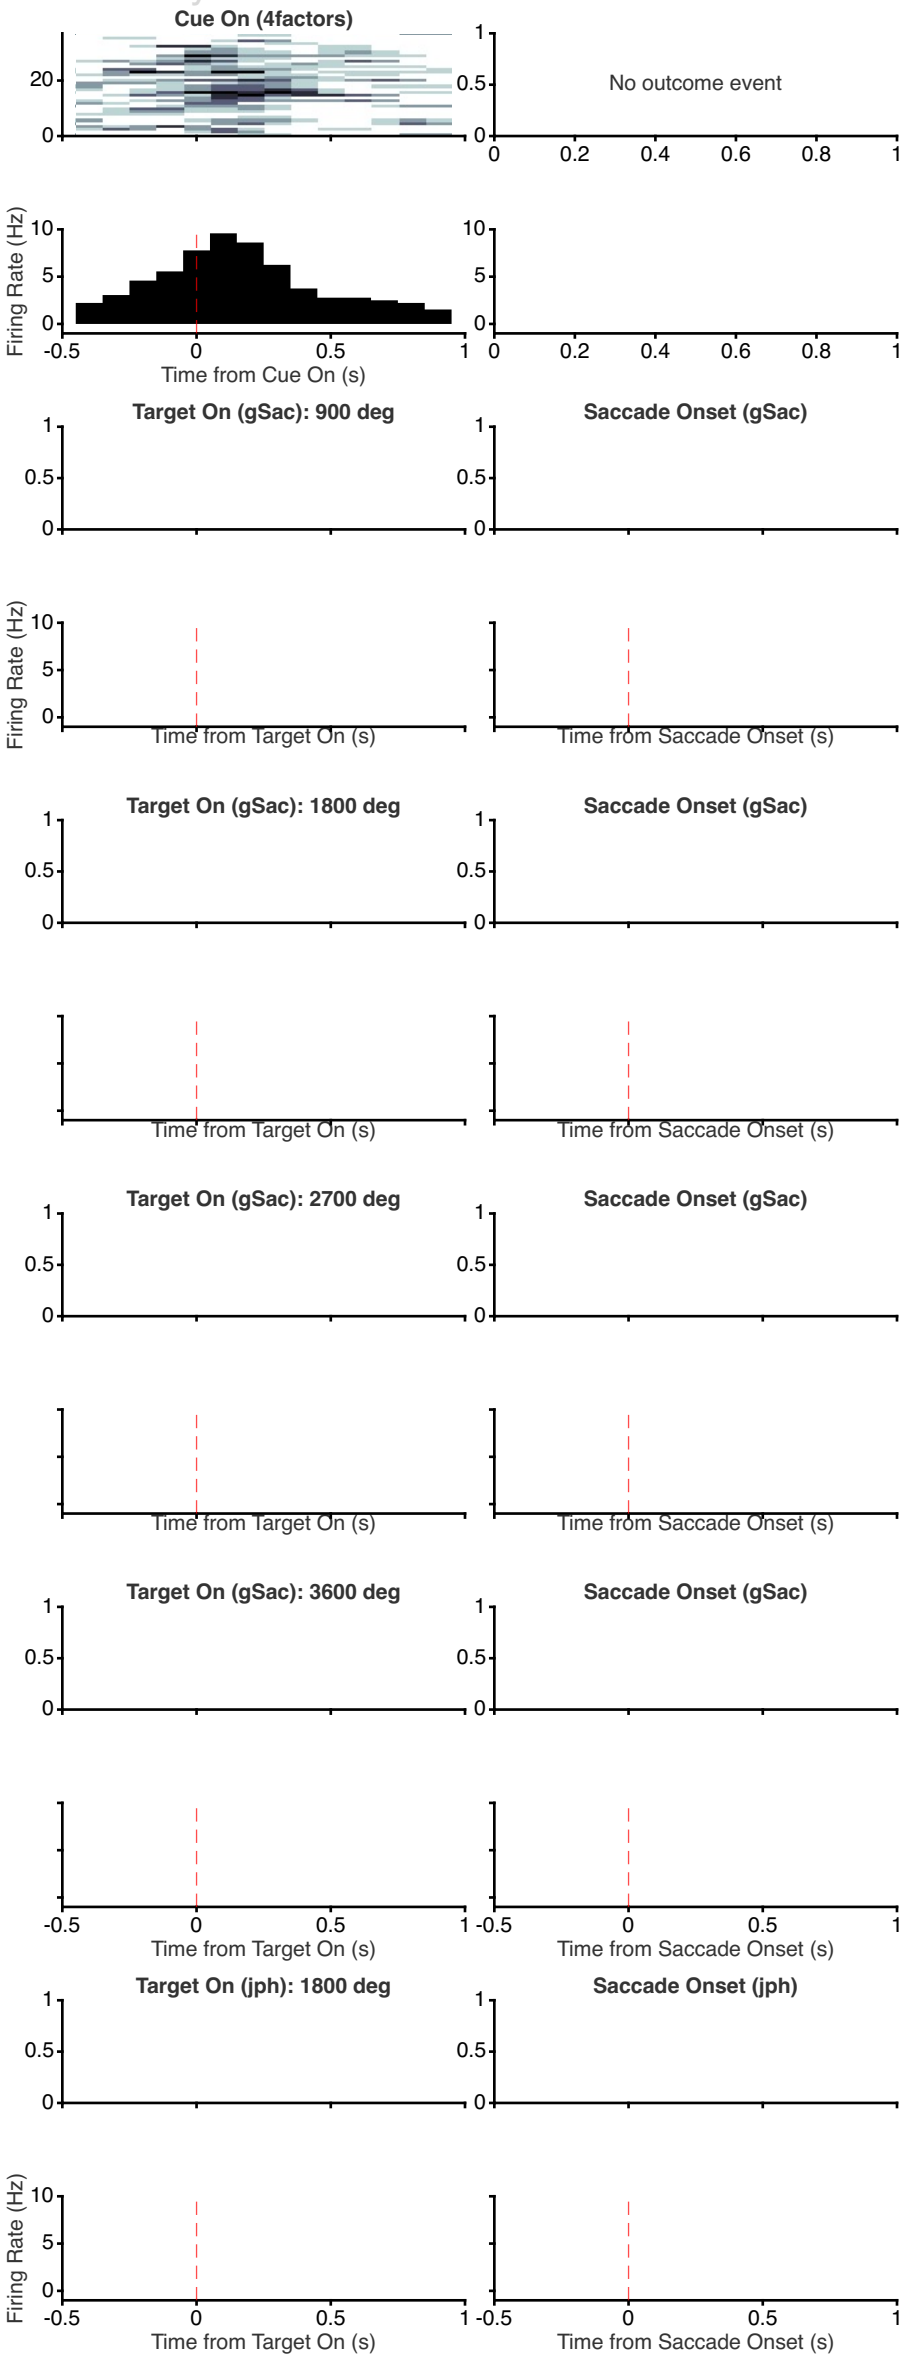 Cue On (4factors)
20
0
1
0.5
0
No outcome event
0 0.2 0.4 0.6 0.8 1
Firing Rate (Hz)
10
5
0
-0.5 0 0.5 1
Time from Cue On (s)
1
0
0 0.2 0.4 0.6 0.8 1
Target On (gSac): 900 deg
1
0.5
0
Saccade Onset (gSac)
1
0.5
0
Firing Rate (Hz)
10
5
0
Time from Target On (s)
Time from Saccade Onset (s)
Target On (gSac): 1800 deg
1
0.5
0
Saccade Onset (gSac)
1
0.5
0
Time from Target On (s)
Time from Saccade Onset (s)
Target On (gSac): 2700 deg
1
0.5
0
Saccade Onset (gSac)
1
0.5
0
Time from Target On (s)
Time from Saccade Onset (s)
Target On (gSac): 3600 deg
1
0.5
0
Saccade Onset (gSac)
1
0.5
0
-0.5 0 0.5 1
Time from Target On (s)
-0.5 0 0.5 1
Time from Saccade Onset (s)
Target On (jph): 1800 deg
1
0.5
0
Saccade Onset (jph)
1
0.5
0
Firing Rate (Hz)
10
5
0
-0.5 0 0.5 1
Time from Target On (s)
-0.5 0 0.5 1
Time from Saccade Onset (s)